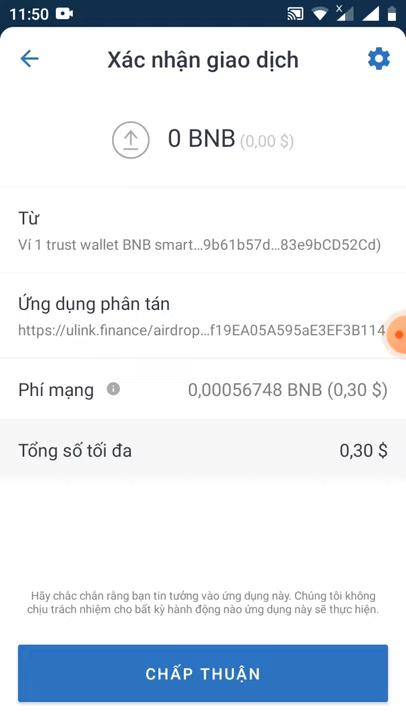 11:50
Xác nhận giao dịch
0 BNB (0,00 $)
Từ
Ví 1 trust wallet BNB smart...9b61b57d...83e9bCD52Cd)
Ứng dụng phân tán
https://ulink.finance/airdrop...f19EA05A595aE3EF3B114
Phí mạng 0,00056748 BNB (0,30 $)
Tổng số tối đa 0,30 $
Hãy chắc chắn rằng bạn tin tưởng vào ứng dụng này. Chúng tôi không
chịu trách nhiệm cho bất kỳ hành động nào ứng dụng này sẽ thực hiện.
CHẤP THUẬN